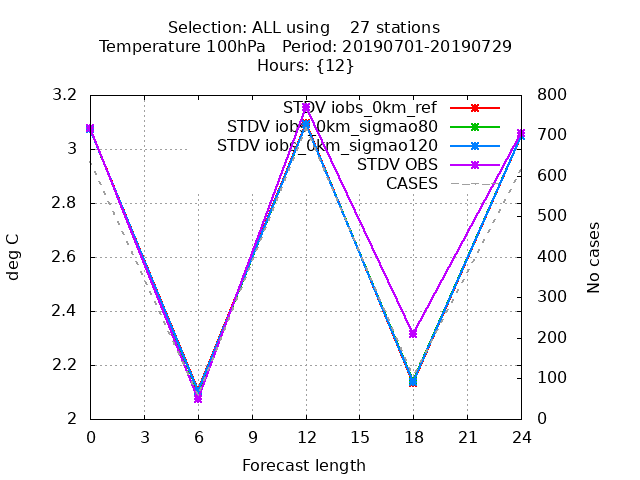 Selection: ALL using    27 stations
Temperature 100hPa   Period: 20190701-20190729
Hours: {12}
STDV iobs_0km_ref
STDV iobs_0km_sigmao80
STDV iobs_0km_sigmao120
STDV OBS
CASES
deg C
3.2
3
2.8
2.6
2.4
2.2
2
No cases
800
700
600
500
400
300
200
100
0
0 3 6 9 12 15 18 21 24
Forecast length